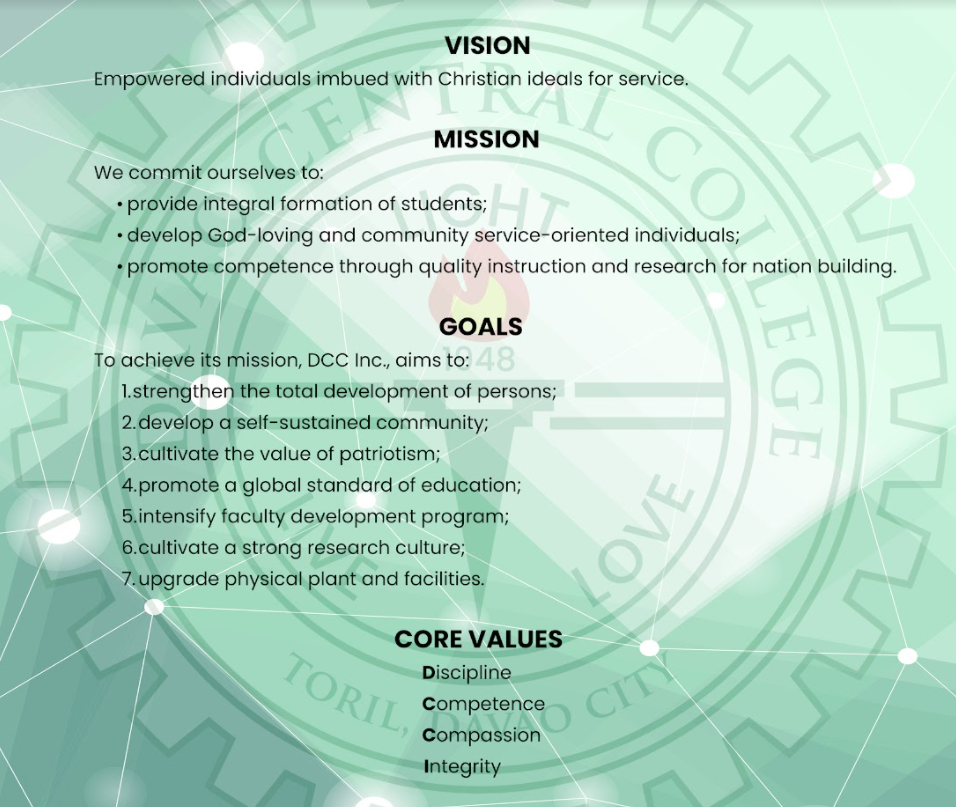 VISION
Empowered individuals imbued with Christian ideals for service.
MISSION
We commit ourselves to:
• provide integral formation of students;
• develop God-loving and community service-oriented individuals;
• promote competence through quality instruction and research for nation building.
GOALS
To achieve its mission, DCC Inc., aims to:
1.strengthen the total development of persons;
2.develop a self-sustained community;
3.cultivate the value of patriotism;
4.promote a global standard of education;
5.intensify faculty development program;
6.cultivate a strong research culture;
7.upgrade physical plant and facilities.
CORE VALUES
Discipline
Competence
Compassion
Integrity
DAVAO CENTRAL COLLEGE
LIGHT
1948
LOVE
TORIL, DAVAO CITY